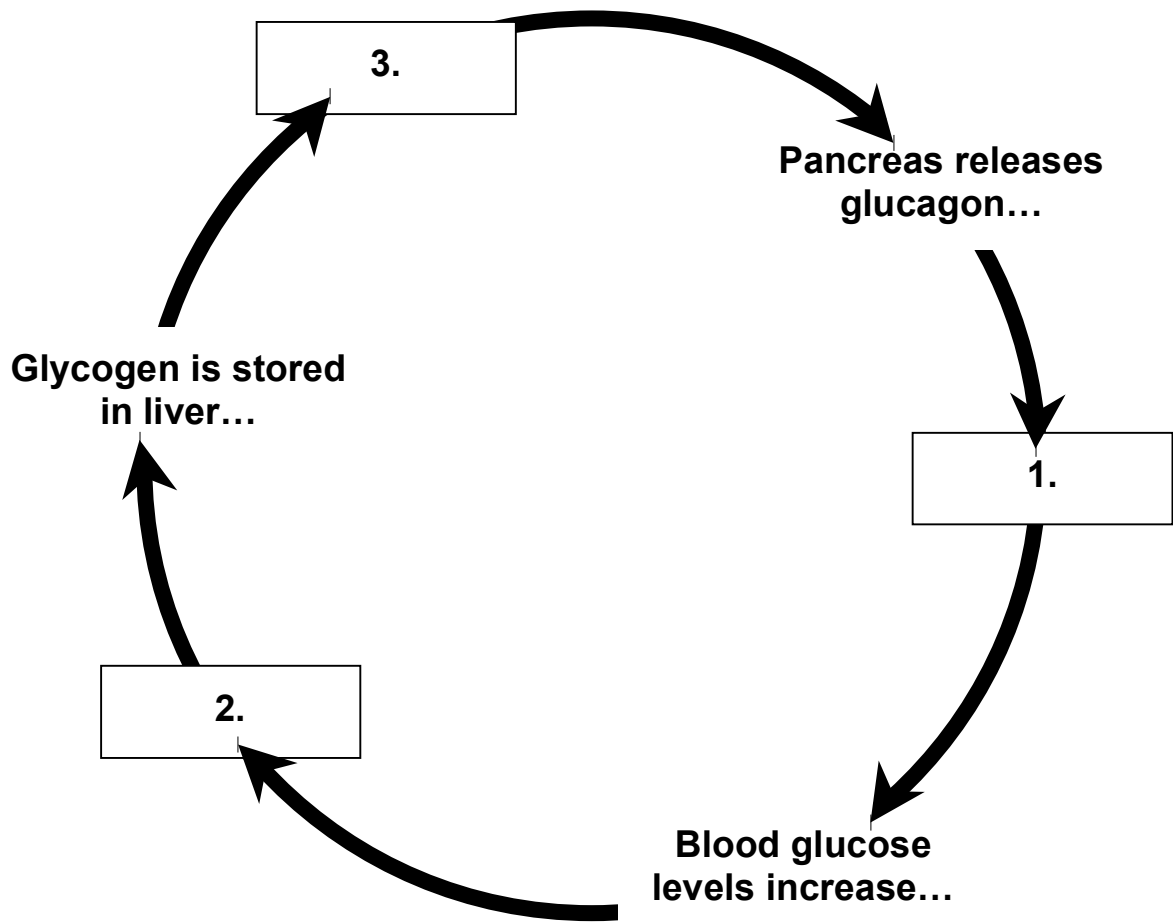 3.
Pancreas releases
glucagon…
Glycogen is stored
in liver…
1.
2.
Blood glucose
levels increase…